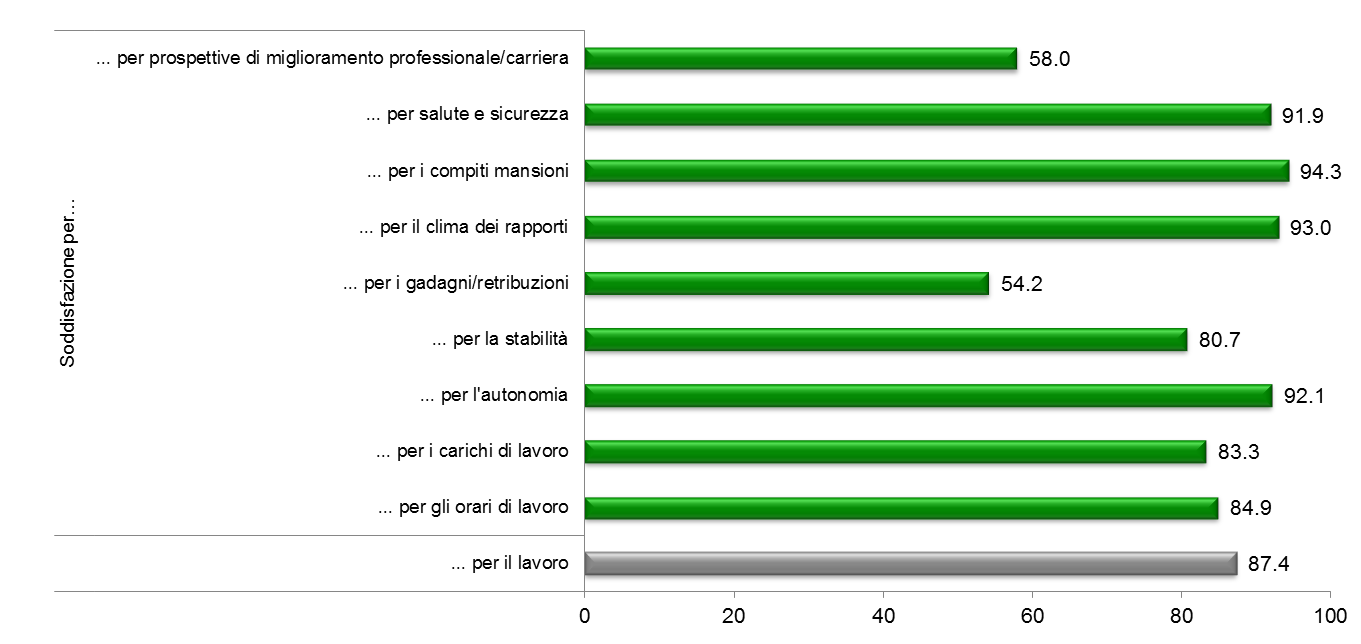 ... per prospettive di miglioramento professionale/carriera 58.0
... per salute e sicurezza 91.9
... per i compiti mansioni 94.3
... per il clima dei rapporti 93.0
... per i gadagni/retribuzioni 54.2
... per la stabilità 80.7
... per l'autonomia 92.1
... per i carichi di lavoro 83.3
... per gli orari di lavoro 84.9
... per il lavoro 87.4
Soddisfazione per...
0 20 40 60 80 100